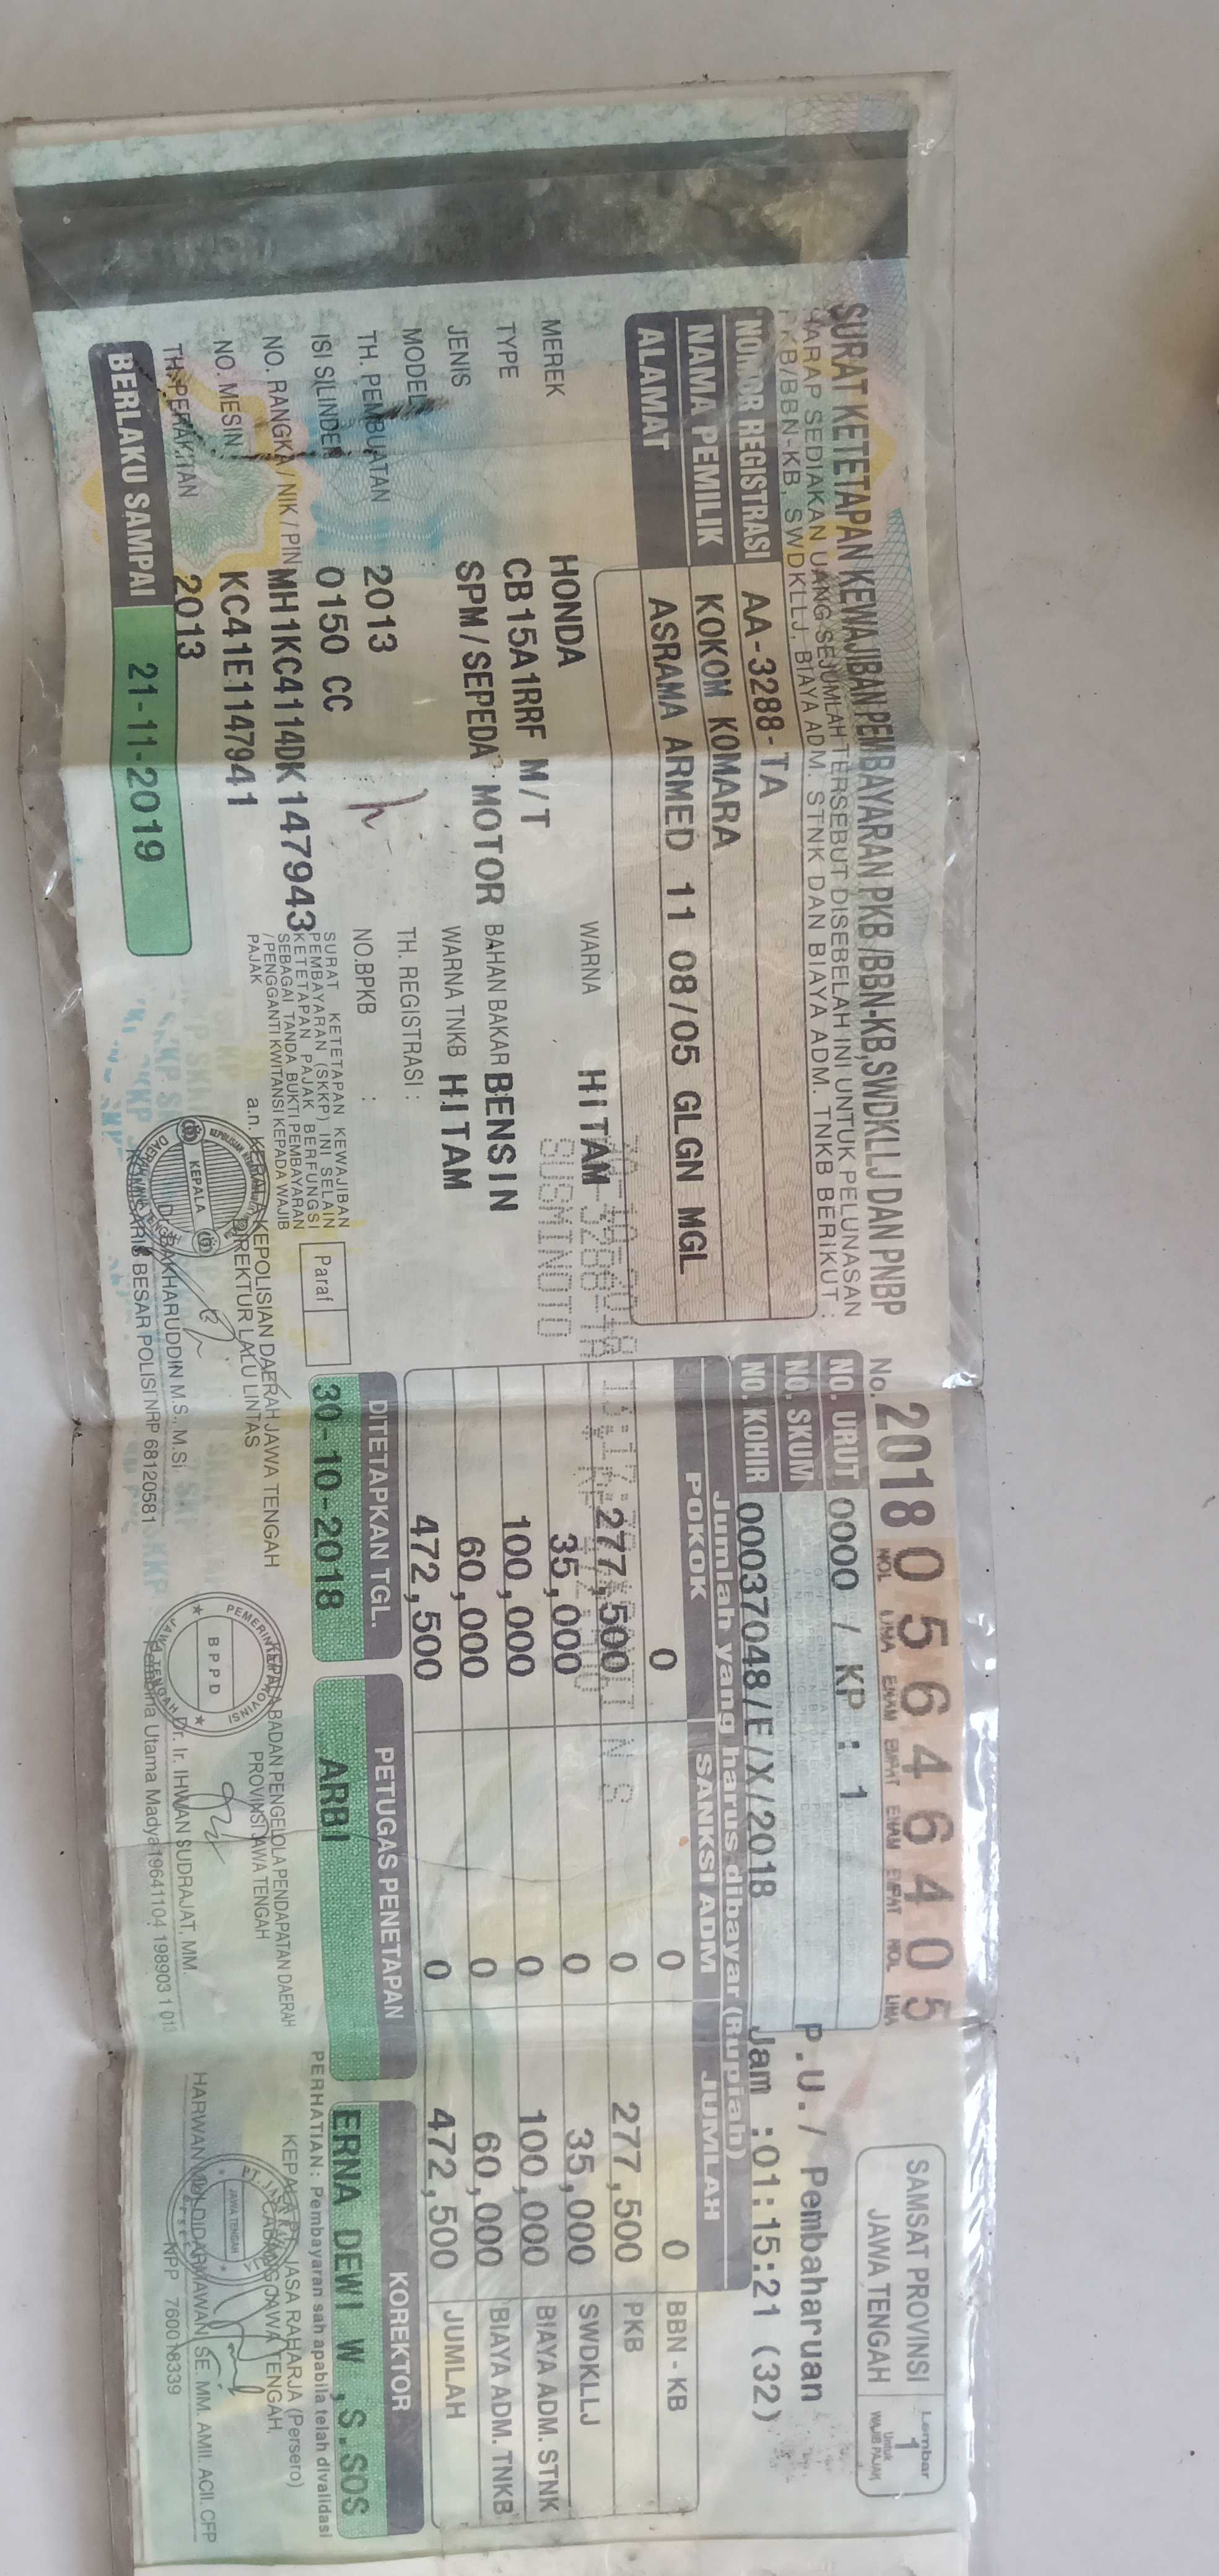 SURAT KETETAPAN KEWAJIBAN PEMBAYARAN PKB/BBN-KB,SWDKLLJ DAN PNBP
HARAP SEDIAKAN UANG SEJUMLAH TERSEBUT DISEBELAH INI UNTUK PELUNASAN
PKB/BBN-KB, SWDKLLJ, BIAYA ADM. STNK DAN BIAYA ADM. TNKB BERIKUT :
NOMOR REGISTRASI AA-3288-TA
NAMA PEMILIK KOKOM KOMARA
ALAMAT ASRAMA ARMED 11 08/05 GLGN MGL
MEREK HONDA WARNA HITAM
TYPE CB15A1RRF M/T BAHAN BAKAR BENSIN
JENIS SPM/SEPEDA MOTOR WARNA TNKB HITAM
MODEL TH. REGISTRASI :
TH. PEMBUATAN 2013 NO.BPKB :
ISI SILINDER 0150 CC
NO. RANGKA / NIK / PIN MH1KC4114DK147943
NO. MESIN KC41E1147941
TH. PERAKITAN 2013
BERLAKU SAMPAI 21-11-2019
SURAT KETETAPAN KEWAJIBAN
PEMBAYARAN (SKKP) INI SELAIN
KETETAPAN PAJAK BERFUNGSI
SEBAGAI TANDA BUKTI PEMBAYARAN
/PENGGANTI KWITANSI KEPADA WAJIB
PAJAK
Paraf
a.n. KEPALA KEPOLISIAN DAERAH JAWA TENGAH
DIREKTUR LALU LINTAS
KEPALA
BAKHARUDDIN M.S., M.Si
KOMISARIS BESAR POLISI NRP 68120581
No. 2018 0 5 6 4 6 4 0 5
NOL LIMA ENAM EMPAT ENAM EMPAT NOL LIMA
NO. URUT 0000 / KP : 1
NO. SKUM
NO. KOHIR 00037048/E/X/2018
P.U./ Pembaharuan
Jam :01:15:21 (32)
SAMSAT PROVINSI
JAWA TENGAH
Lembar
1
Untuk
WAJIB PAJAK
Jumlah yang harus dibayar (Rupiah)
POKOK SANKSI ADM JUMLAH
0 0 0 BBN - KB
277,500 0 277,500 PKB
35,000 0 35,000 SWDKLLJ
100,000 0 100,000 BIAYA ADM. STNK
60,000 0 60,000 BIAYA ADM. TNKB
472,500 0 472,500 JUMLAH
DITETAPKAN TGL. PETUGAS PENETAPAN KOREKTOR
30-10-2018 ARBI ERNA DEWI W ,S.SOS
PERHATIAN : Pembayaran sah apabila telah divalidasi
KEPALA BADAN PENGELOLA PENDAPATAN DAERAH
PROVINSI JAWA TENGAH
BPPD
Dr. Ir. IHWAN SUDRAJAT, MM.
Pembina Utama Madya 19641104 198903 1 013
KEPALA PT. JASA RAHARJA (Persero)
CABANG JAWA TENGAH,
JAWA TENGAH
HARWAN MULDIDARMAWAN, SE. MM. AMII. ACII. CFP
NPP 760018339